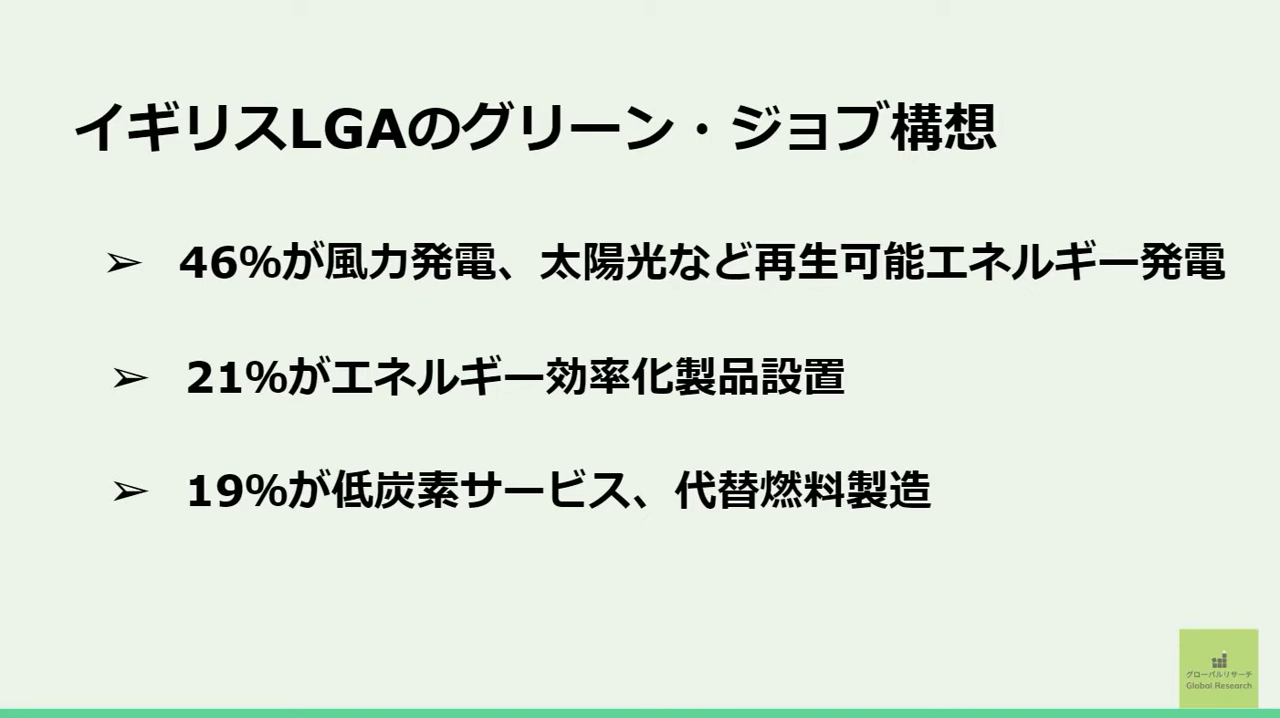 イギリスLGAのグリーン・ジョブ構想
➢ 46%が風力発電、太陽光など再生可能エネルギー発電
➢ 21%がエネルギー効率化製品設置
➢ 19%が低炭素サービス、代替燃料製造
グローバルリサーチ
Global Research